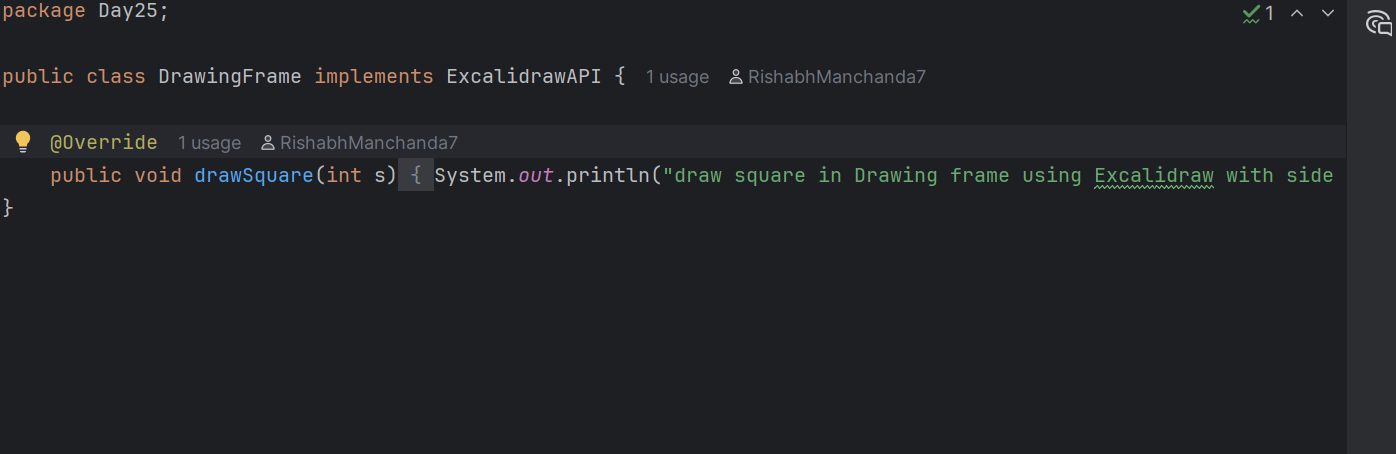 package Day25;
1
public class DrawingFrame implements ExcalidrawAPI { 1 usage RishabhManchanda7
@Override 1 usage RishabhManchanda7
public void drawSquare(int s) { System.out.println("draw square in Drawing frame using Excalidraw with side
}